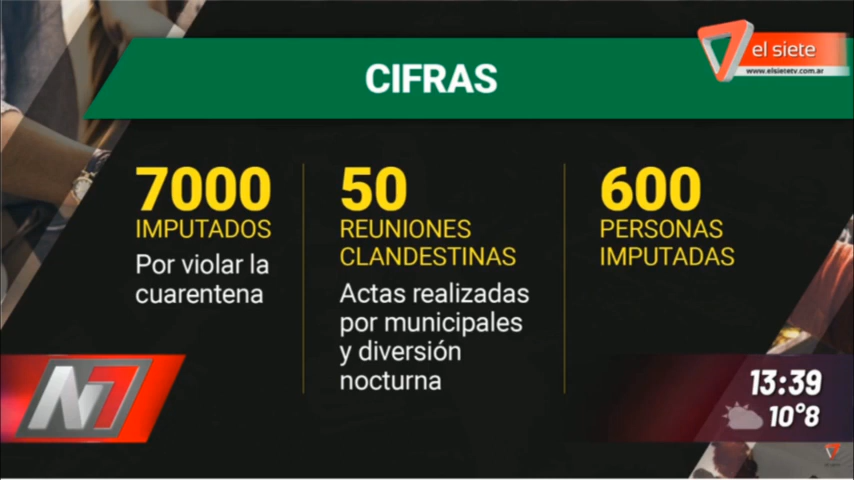 CIFRAS
el siete
www.elsietetv.com.ar
7000
IMPUTADOS
Por violar la
cuarentena
50
REUNIONES
CLANDESTINAS
Actas realizadas
por municipales
y diversión
nocturna
600
PERSONAS
IMPUTADAS
N7
13:39
10°8